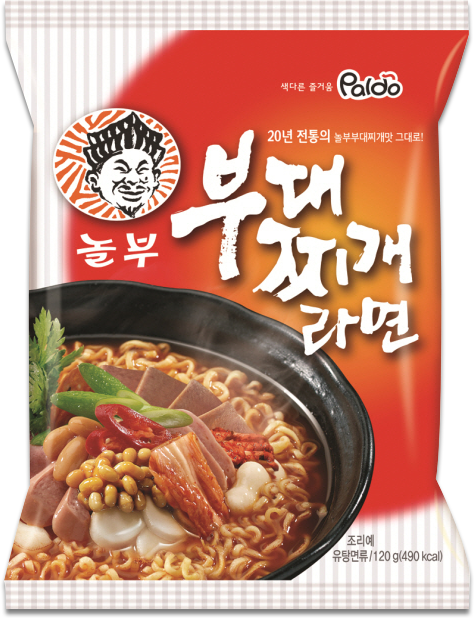 색다른 즐거움 Paldo
20년 전통의 놀부부대찌개맛 그대로!
놀부
부대
찌개
라면
조리예
유탕면류/120 g(490 kcal)